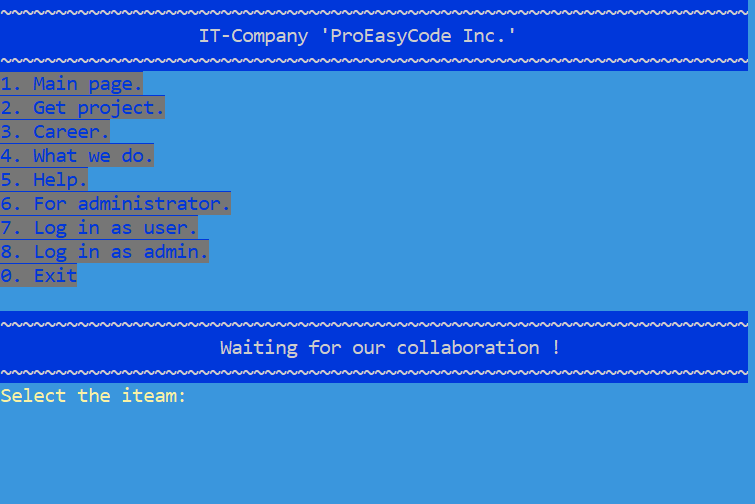 IT-Company 'ProEasyCode Inc.'
1. Main page.
2. Get project.
3. Career.
4. What we do.
5. Help.
6. For administrator.
7. Log in as user.
8. Log in as admin.
0. Exit
Waiting for our collaboration !
Select the iteam: